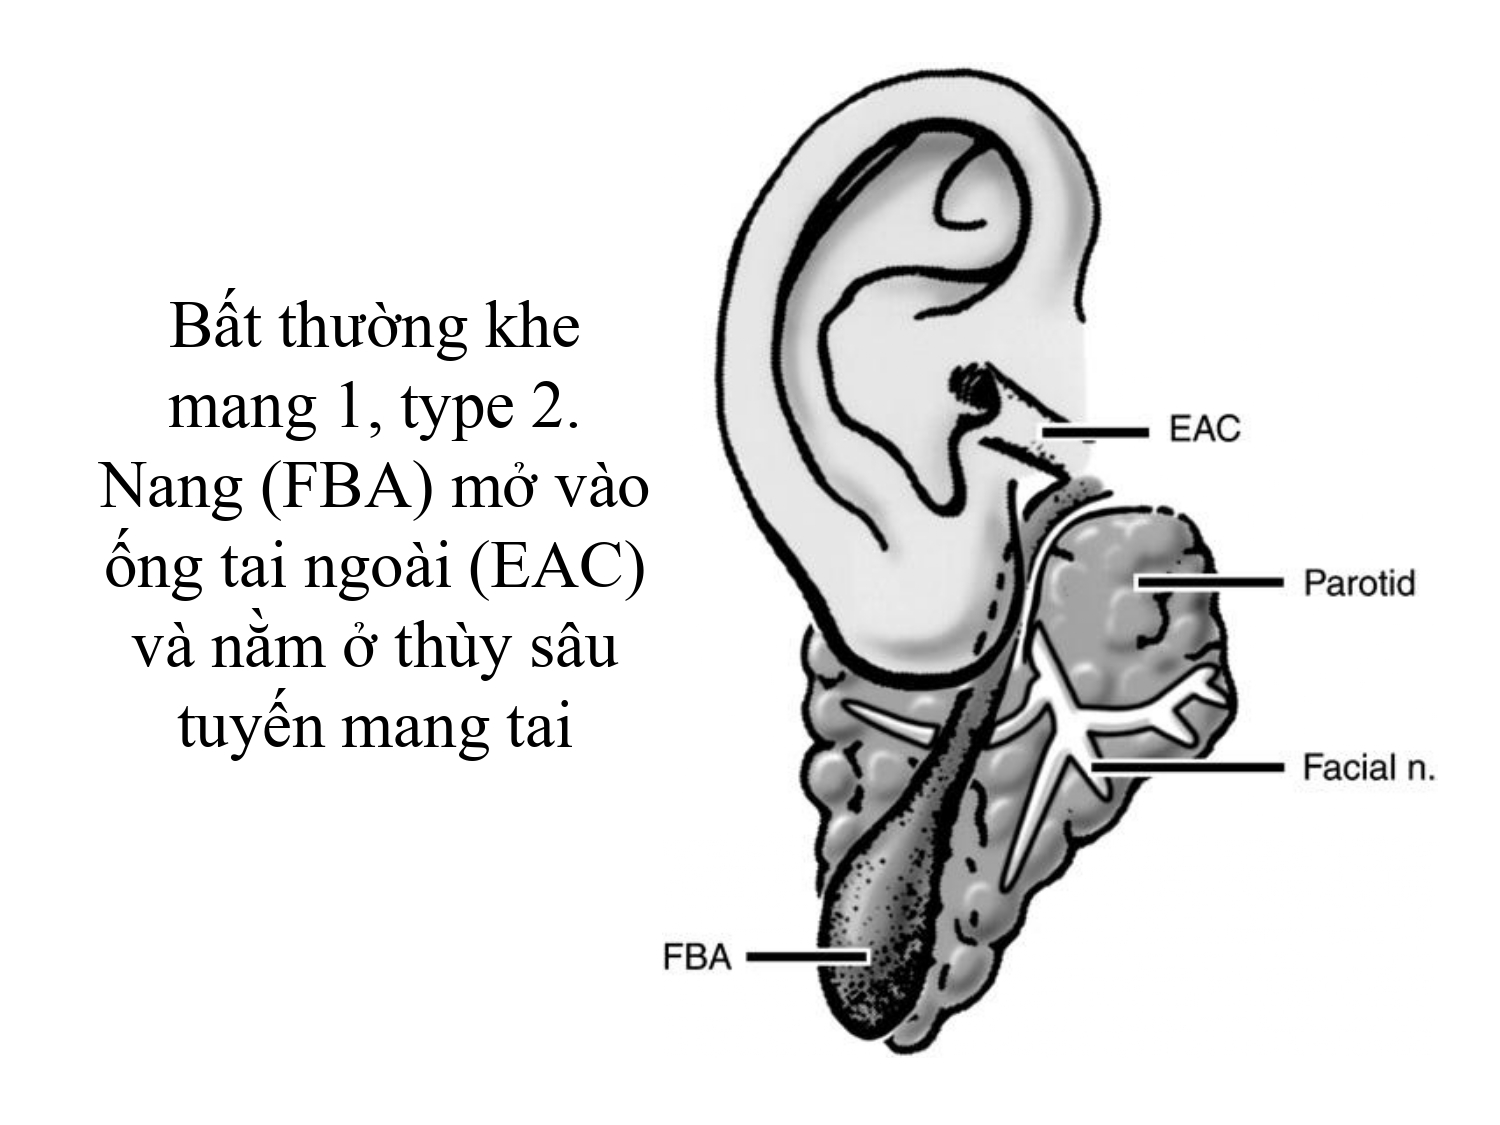 Bất thường khe
mang 1, type 2.
Nang (FBA) mở vào
ống tai ngoài (EAC)
và nằm ở thùy sâu
tuyến mang tai
EAC
Parotid
Facial n.
FBA